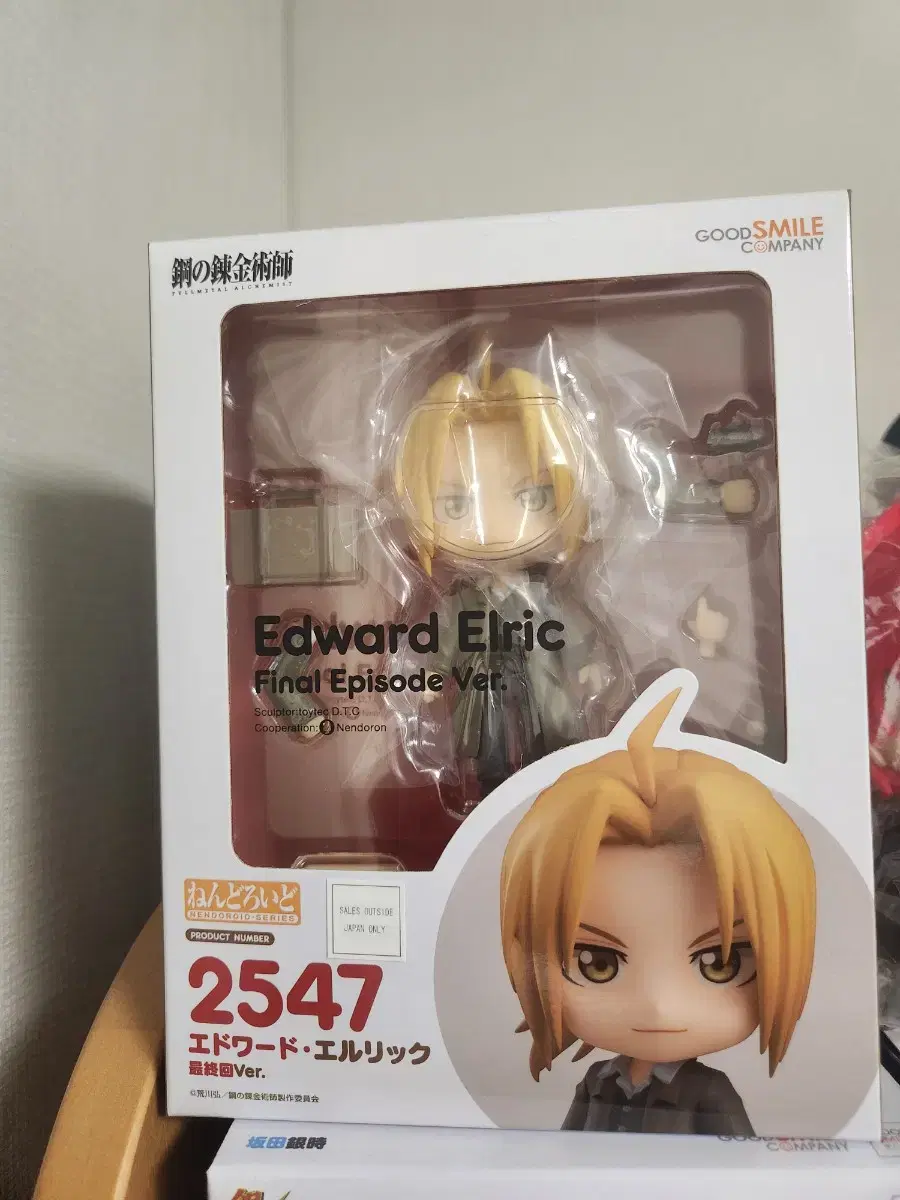 鋼の錬金術師
FULLMETAL ALCHEMIST
GOOD SMILE
COMPANY
Edward Elric
Final Episode Ver.
Sculptor:toytec D.T.C
Cooperation: Nendoron
ねんどろいど
NENDOROID·SERIES
PRODUCT NUMBER
SALES OUTSIDE
JAPAN ONLY
2547
エドワード・エルリック
最終回Ver.
©荒川弘／鋼の錬金術師製作委員会
坂田銀時
GOOD SMILE
COMPANY